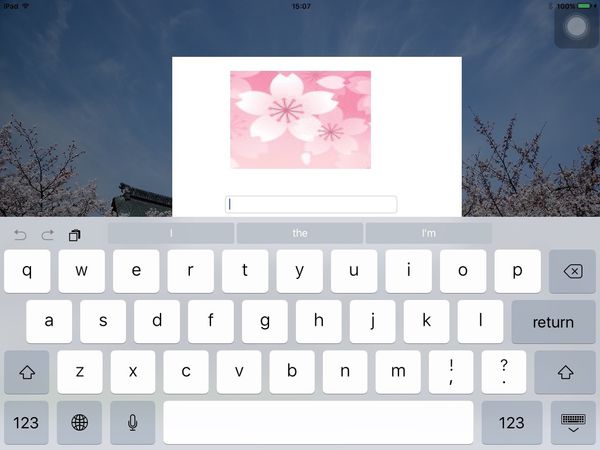 iPad 15:07 100%
I the I'm
q w e r t y u i o p
a s d f g h j k l return
z x c v b n m ! , ? .
123 123